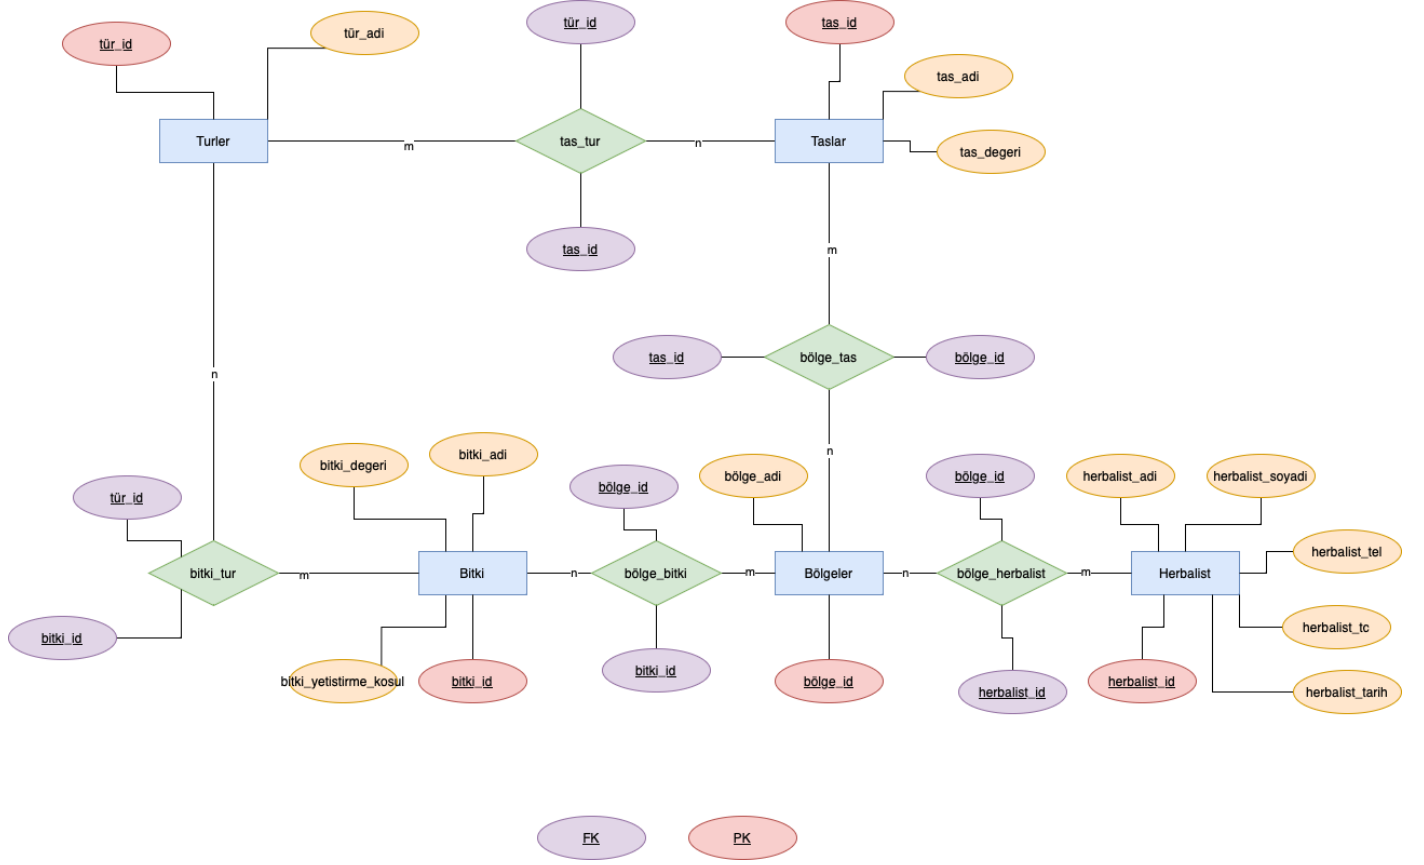 tür_id
tür_adi
tür_id
tas_id
tas_adi
Turler
m
tas_tur
n
Taslar
tas_degeri
tas_id
m
tas_id
bölge_tas
bölge_id
n
n
bitki_degeri
bitki_adi
bölge_id
bölge_adi
bölge_id
herbalist_adi
herbalist_soyadi
tür_id
herbalist_tel
bitki_tur
m
Bitki
n
bölge_bitki
m
Bölgeler
n
bölge_herbalist
m
Herbalist
herbalist_tc
bitki_id
bitki_id
bitki_yetistirme_kosul
bitki_id
bölge_id
herbalist_id
herbalist_id
herbalist_tarih
FK
PK